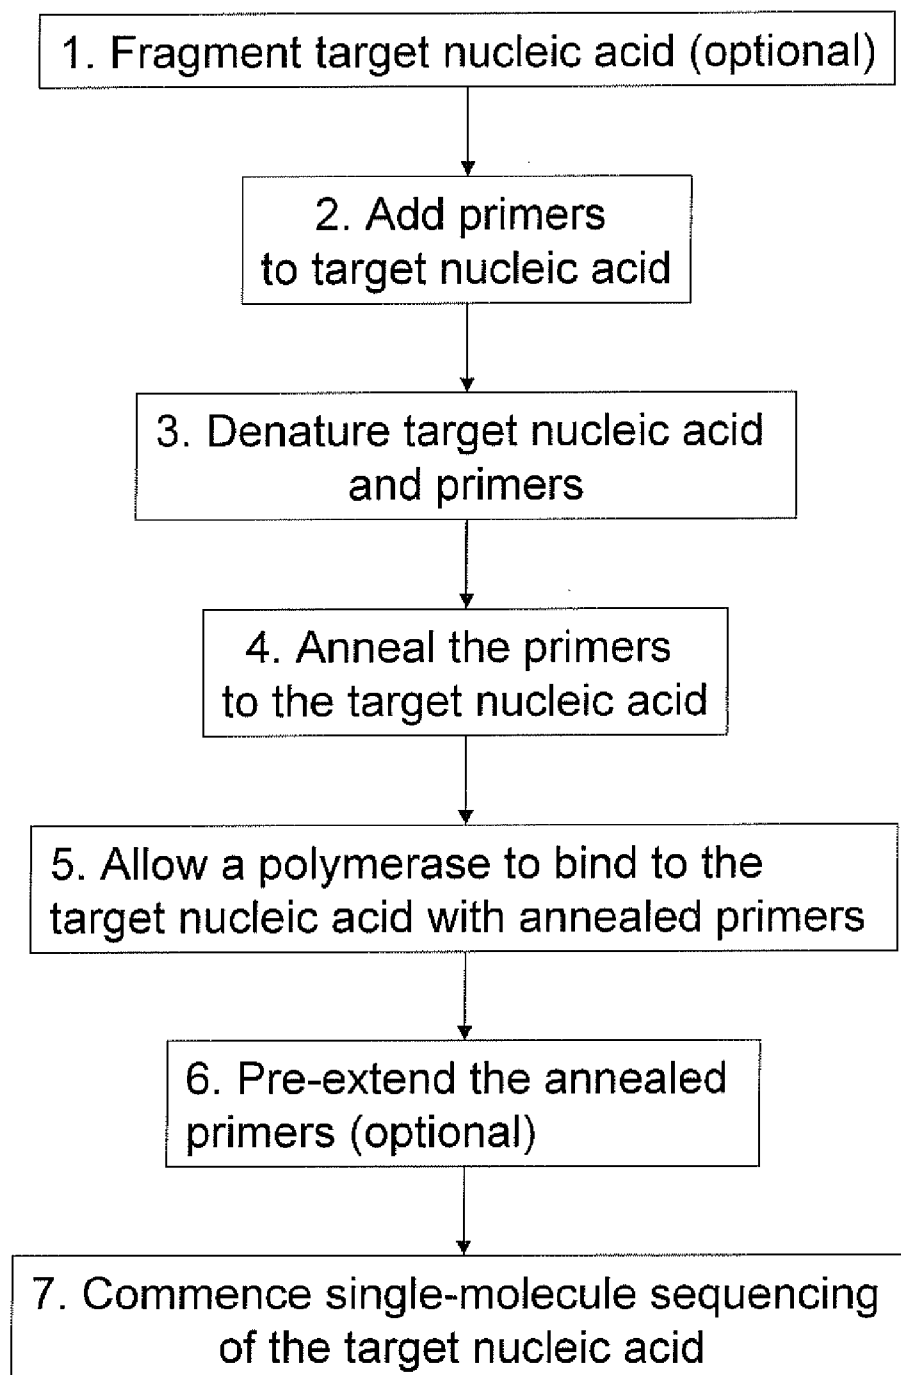 1. Fragment target nucleic acid (optional)
2. Add primers
to target nucleic acid
3. Denature target nucleic acid
and primers
4. Anneal the primers
to the target nucleic acid
5. Allow a polymerase to bind to the
target nucleic acid with annealed primers
6. Pre-extend the annealed
primers (optional)
7. Commence single-molecule sequencing
of the target nucleic acid